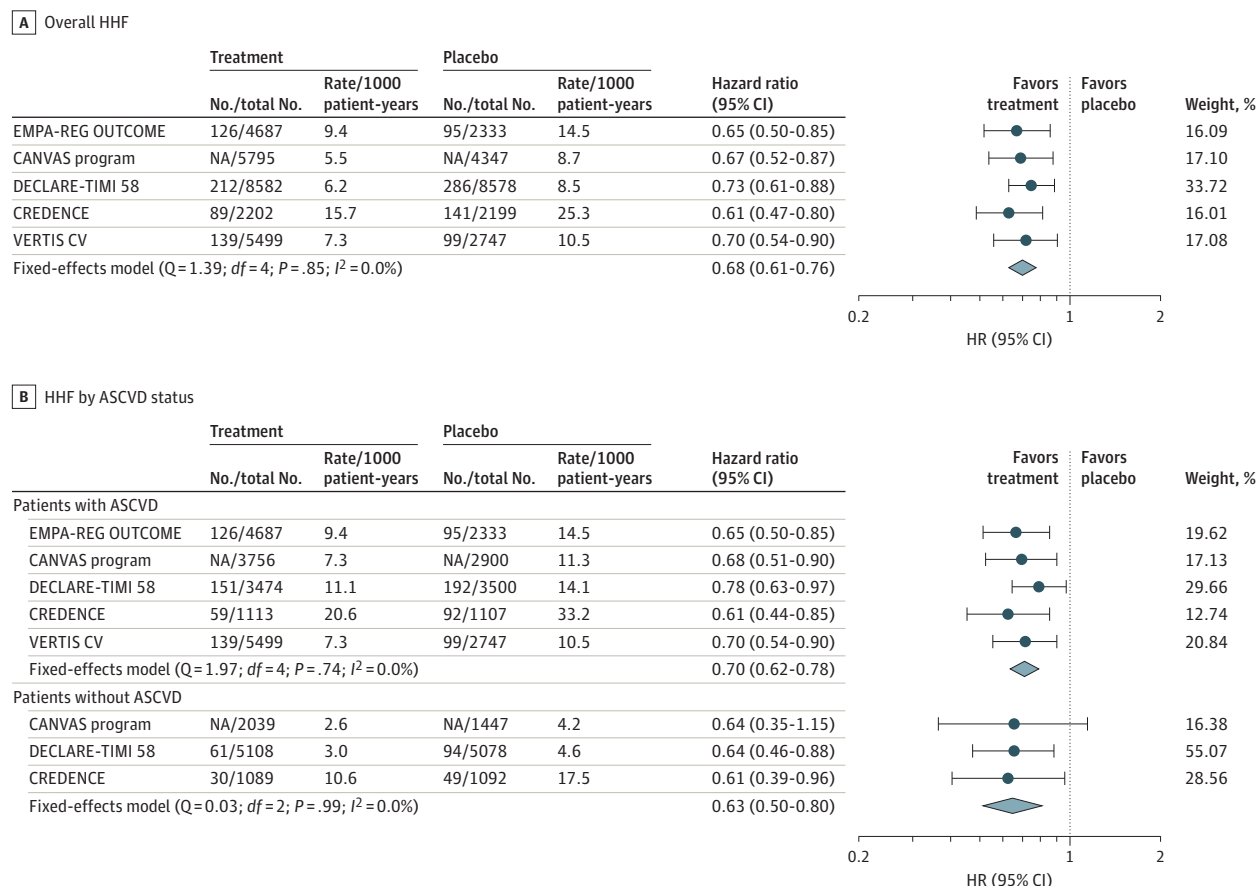 A Overall HHF
Treatment Placebo
No./total No. Rate/1000 patient-years No./total No. Rate/1000 patient-years Hazard ratio (95% CI) Favors treatment Favors placebo Weight, %
EMPA-REG OUTCOME 126/4687 9.4 95/2333 14.5 0.65 (0.50-0.85) 16.09
CANVAS program NA/5795 5.5 NA/4347 8.7 0.67 (0.52-0.87) 17.10
DECLARE-TIMI 58 212/8582 6.2 286/8578 8.5 0.73 (0.61-0.88) 33.72
CREDENCE 89/2202 15.7 141/2199 25.3 0.61 (0.47-0.80) 16.01
VERTIS CV 139/5499 7.3 99/2747 10.5 0.70 (0.54-0.90) 17.08
Fixed-effects model (Q = 1.39; df = 4; P = .85; I² = 0.0%) 0.68 (0.61-0.76)
0.2 1 2
HR (95% CI)
B HHF by ASCVD status
Treatment Placebo
No./total No. Rate/1000 patient-years No./total No. Rate/1000 patient-years Hazard ratio (95% CI) Favors treatment Favors placebo Weight, %
Patients with ASCVD
EMPA-REG OUTCOME 126/4687 9.4 95/2333 14.5 0.65 (0.50-0.85) 19.62
CANVAS program NA/3756 7.3 NA/2900 11.3 0.68 (0.51-0.90) 17.13
DECLARE-TIMI 58 151/3474 11.1 192/3500 14.1 0.78 (0.63-0.97) 29.66
CREDENCE 59/1113 20.6 92/1107 33.2 0.61 (0.44-0.85) 12.74
VERTIS CV 139/5499 7.3 99/2747 10.5 0.70 (0.54-0.90) 20.84
Fixed-effects model (Q = 1.97; df = 4; P = .74; I² = 0.0%) 0.70 (0.62-0.78)
Patients without ASCVD
CANVAS program NA/2039 2.6 NA/1447 4.2 0.64 (0.35-1.15) 16.38
DECLARE-TIMI 58 61/5108 3.0 94/5078 4.6 0.64 (0.46-0.88) 55.07
CREDENCE 30/1089 10.6 49/1092 17.5 0.61 (0.39-0.96) 28.56
Fixed-effects model (Q = 0.03; df = 2; P = .99; I² = 0.0%) 0.63 (0.50-0.80)
0.2 1 2
HR (95% CI)